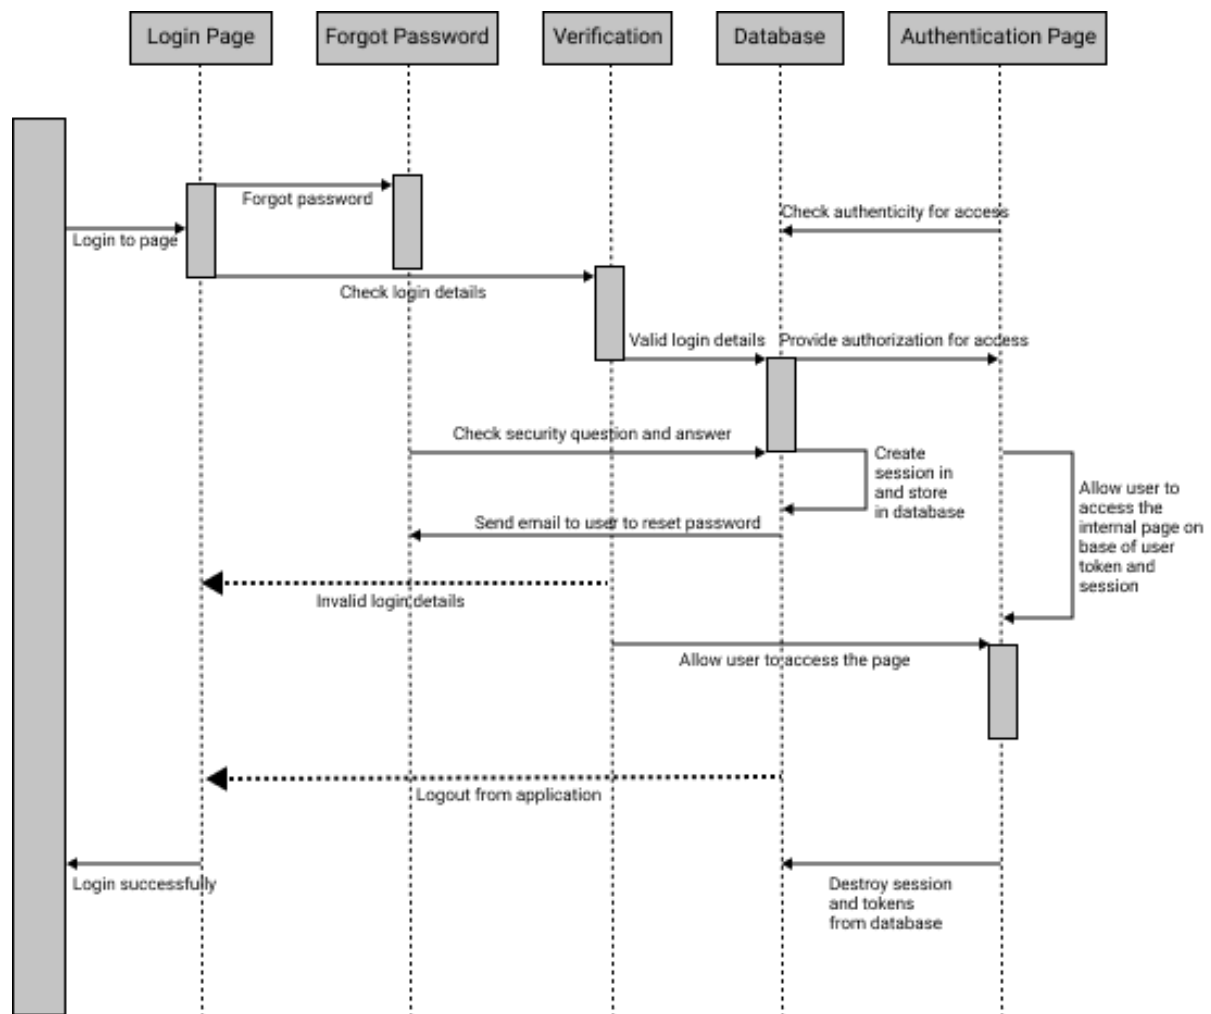 Login Page
Forgot Password
Verification
Database
Authentication Page
Forgot password
Check authenticity for access
Login to page
Check login details
Valid login details
Provide authorization for access
Check security question and answer
Create
session in
and store
in database
Allow user to
access the
internal page on
base of user
token and
session
Send email to user to reset password
Invalid login details
Allow user to access the page
Logout from application
Login successfully
Destroy session
and tokens
from database